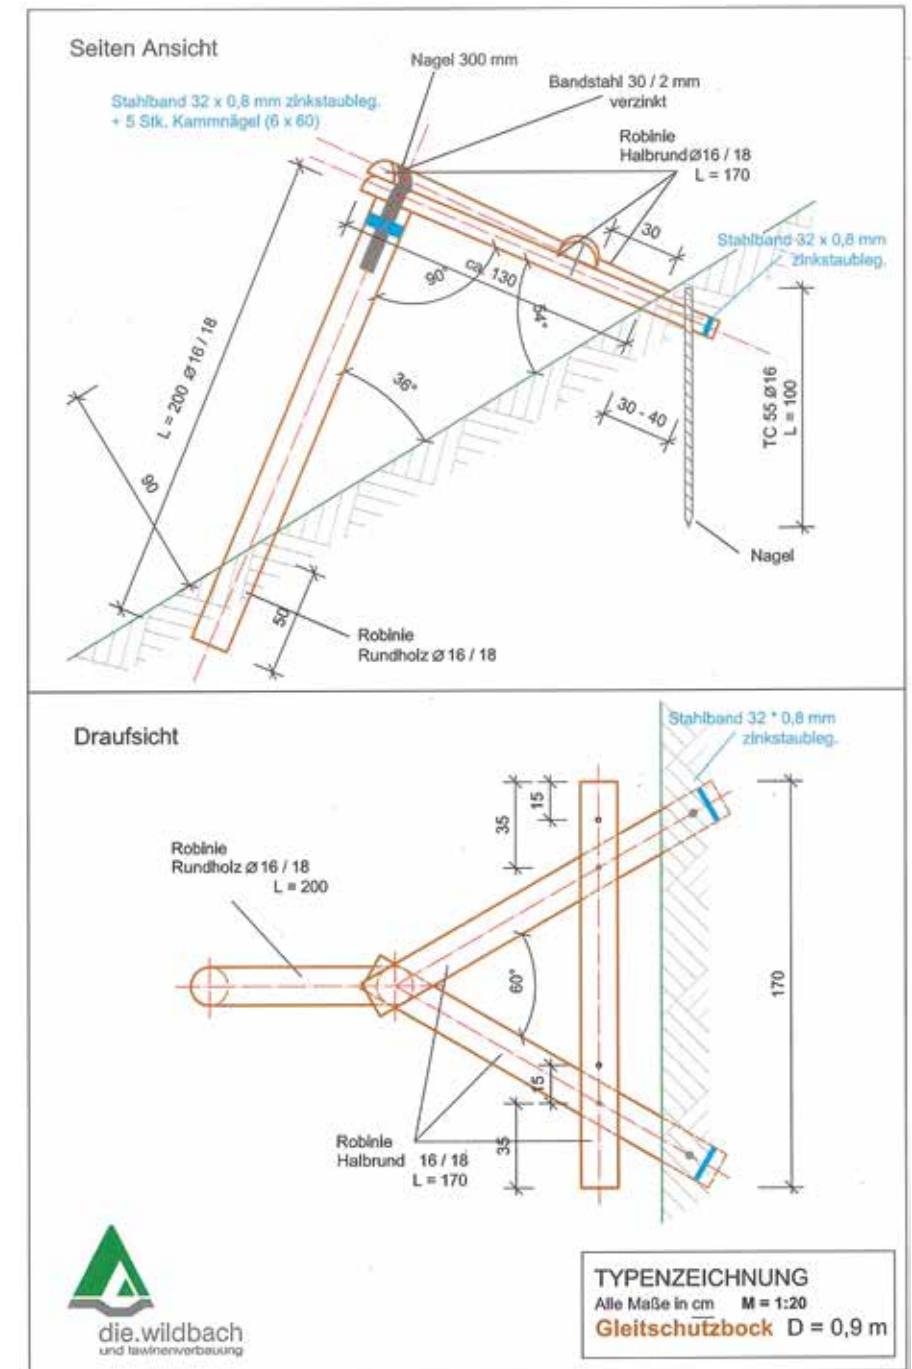 Seiten Ansicht
Nagel 300 mm
Bandstahl 30 / 2 mm
verzinkt
Stahlband 32 x 0,8 mm zinkstaubleg.
+ 5 Stk. Kammnägel (6 x 60)
Robinie
Halbrund Ø16 / 18
L = 170
30
Stahlband 32 x 0,8 mm
zinkstaubleg.
90°
ca. 130
54°
L = 200 Ø 16 / 18
36°
30 - 40
TC 55 Ø16
L = 100
90
Nagel
50
Robinie
Rundholz Ø 16 / 18
Draufsicht
Stahlband 32 * 0,8 mm
zinkstaubleg.
35
15
Robinie
Rundholz Ø 16 / 18
L = 200
60°
170
15
35
Robinie
Halbrund 16 / 18
L = 170
die.wildbach
und lawinenverbauung
TYPENZEICHNUNG
Alle Maße in cm M = 1:20
Gleitschutzbock D = 0,9 m